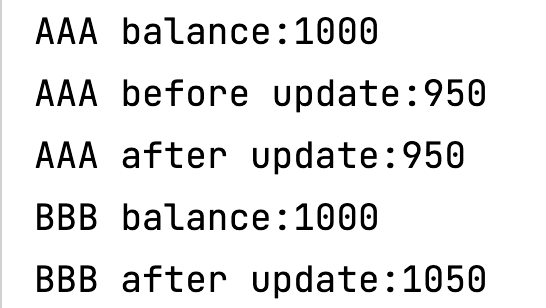 AAA balance:1000
AAA before update:950
AAA after update:950
BBB balance:1000
BBB after update:1050